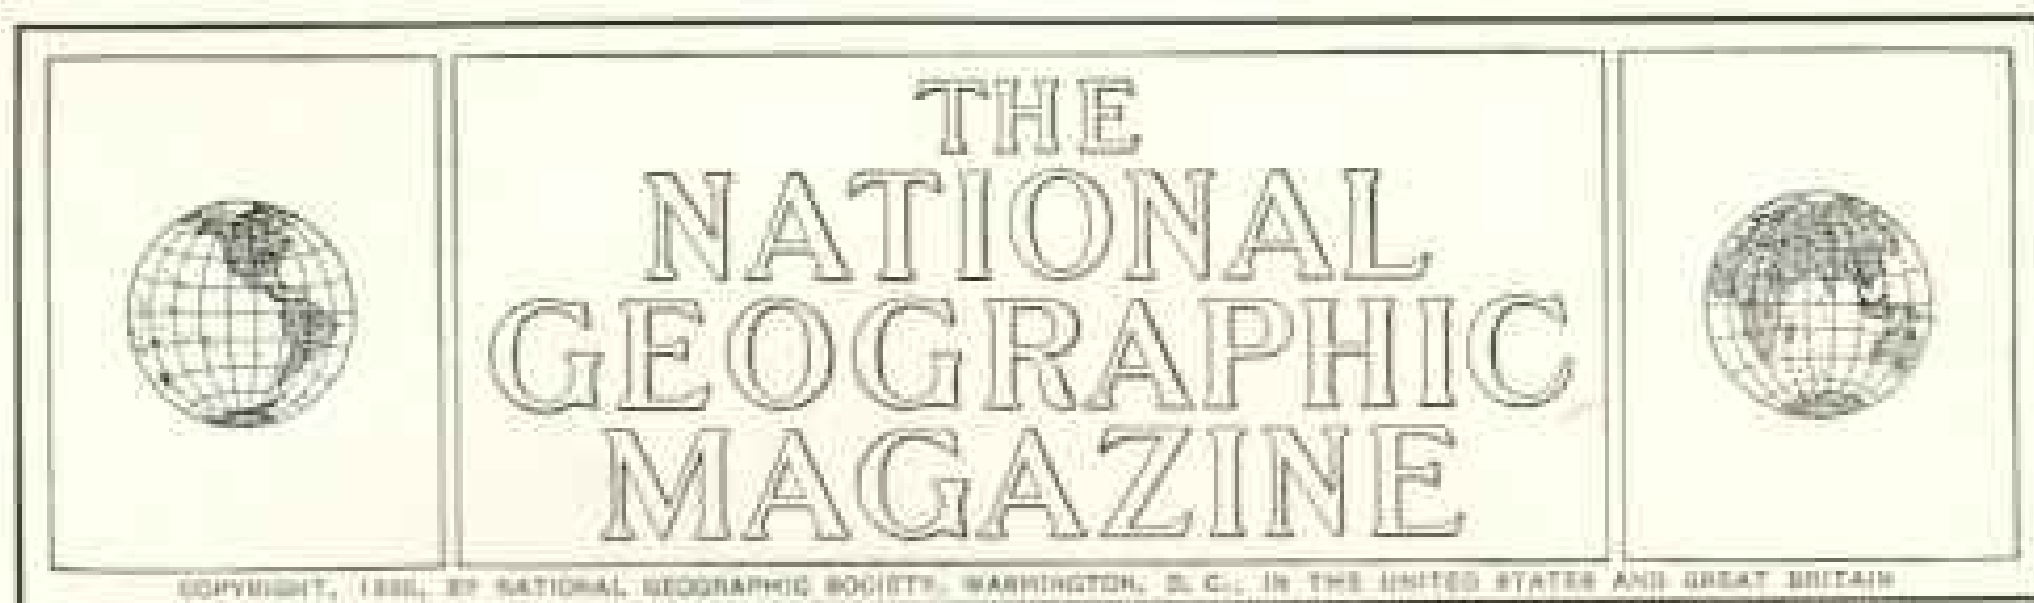 THE
NATIONAL
GEOGRAPHIC
MAGAZINE
COPYRIGHT, BY NATIONAL GEOGRAPHIC SOCIETY, WASHINGTON, D. C., IN THE UNITED STATES AND GREAT BRITAIN